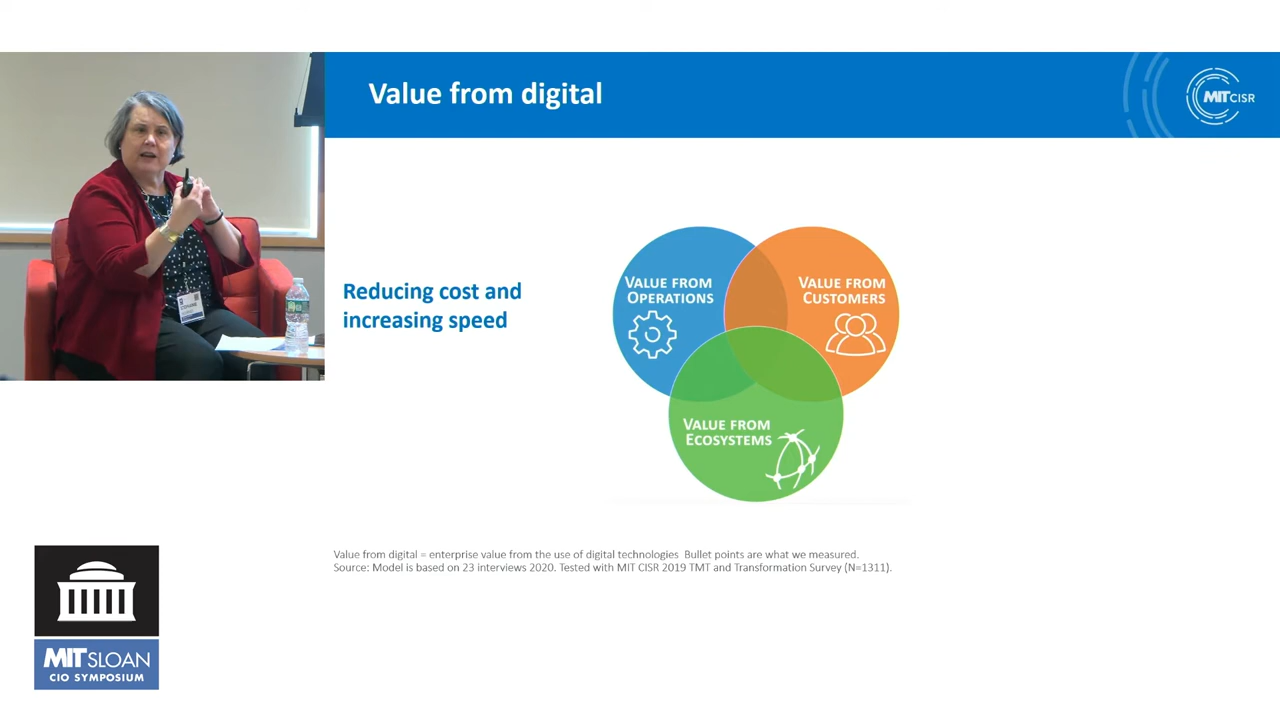 Value from digital
MIT CISR
Reducing cost and
increasing speed
VALUE FROM
OPERATIONS
VALUE FROM
CUSTOMERS
VALUE FROM
ECOSYSTEMS
Value from digital = enterprise value from the use of digital technologies  Bullet points are what we measured.
Source: Model is based on 23 interviews 2020. Tested with MIT CISR 2019 TMT and Transformation Survey (N=1311).
MIT SLOAN
CIO SYMPOSIUM